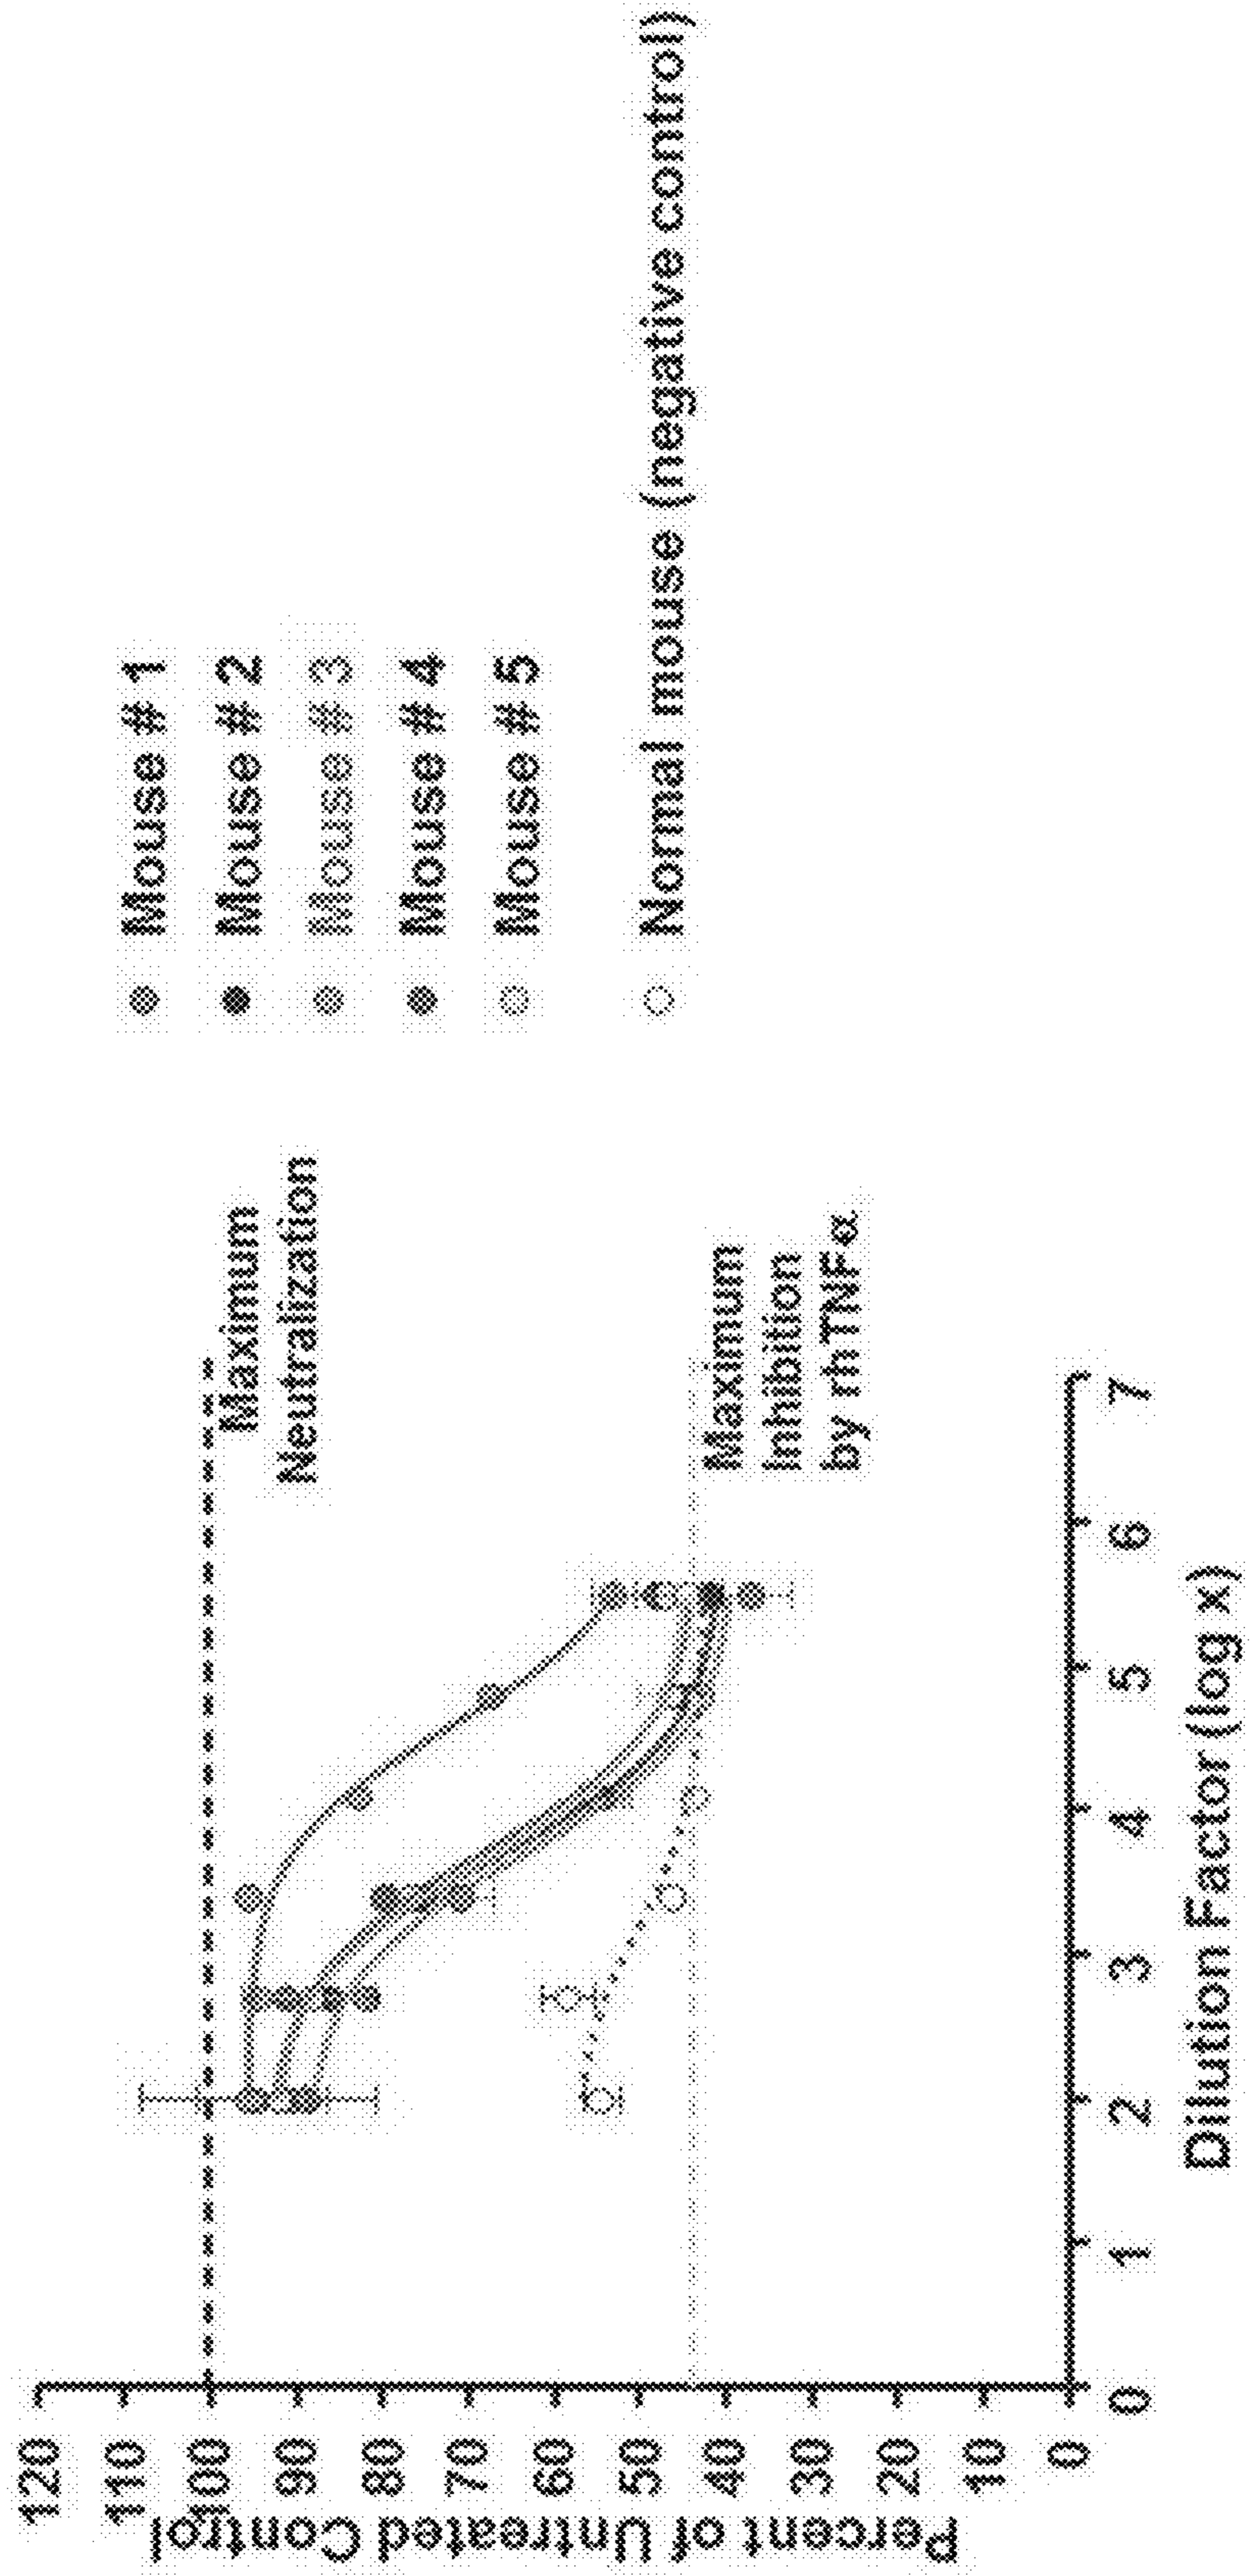 120
110
100
90
80
70
60
50
40
30
20
10
0
Percent of Untreated Control
0
1
2
3
4
5
6
7
Dilution Factor (log x)
Maximum
Neutralization
Maximum
Inhibition
by rhTNFα
Mouse # 1
Mouse # 2
Mouse # 3
Mouse # 4
Mouse # 5
Normal mouse (negative control)